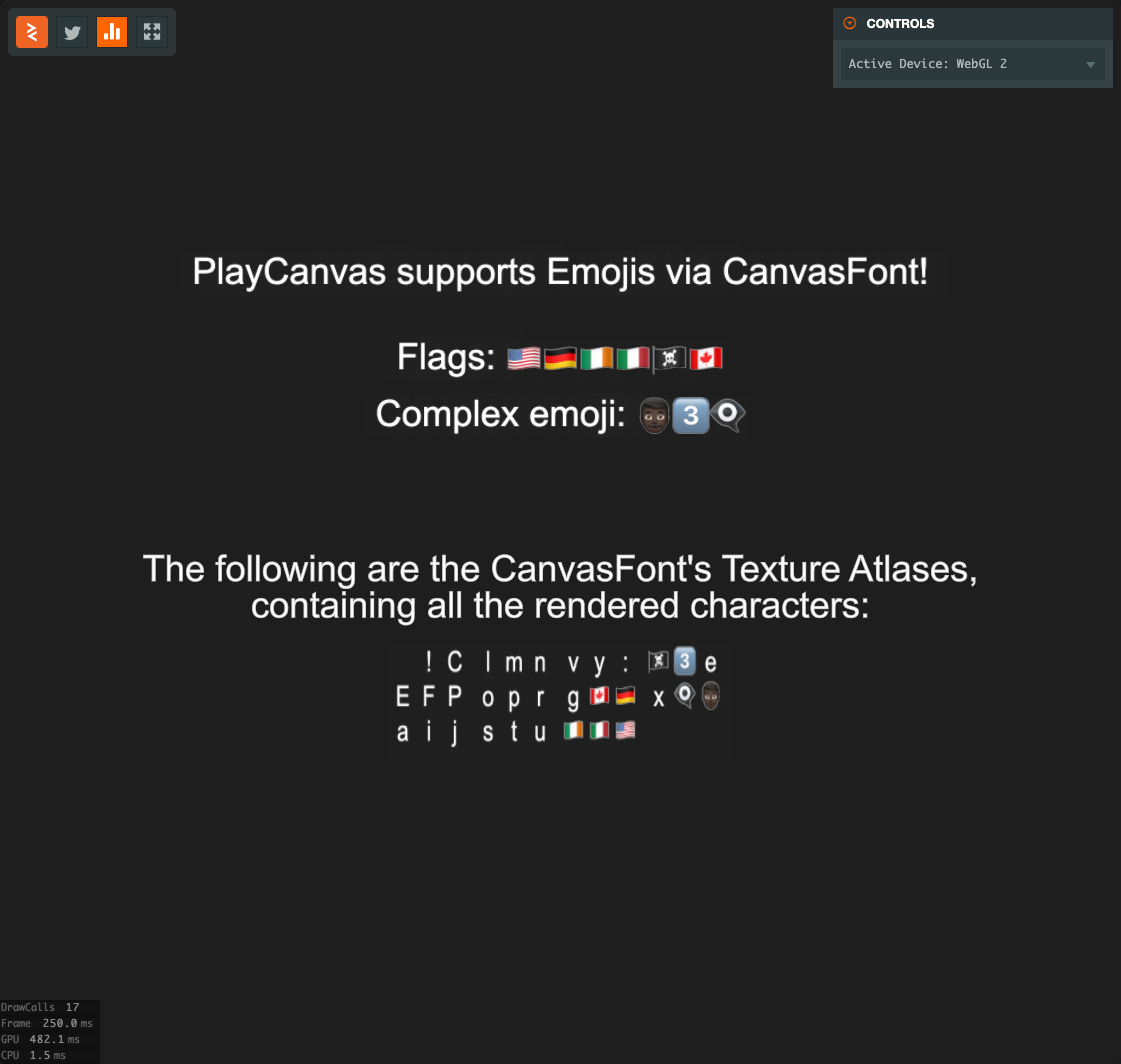 CONTROLS
Active Device: WebGL 2
PlayCanvas supports Emojis via CanvasFont!
Flags: 🇺🇸🇩🇪🇮🇪🇮🇹🏴‍☠️🇨🇦
Complex emoji: 👨🏿3️⃣👁️‍🗨️
The following are the CanvasFont's Texture Atlases,
containing all the rendered characters:
! C l m n v y : 🏴‍☠️ 3️⃣ e
E F P o p r g 🇨🇦 🇩🇪 x 👁️‍🗨️ 👨🏿
a i j s t u 🇮🇪 🇮🇹 🇺🇸
DrawCalls 17
Frame 250.0 ms
GPU 482.1 ms
CPU 1.5 ms